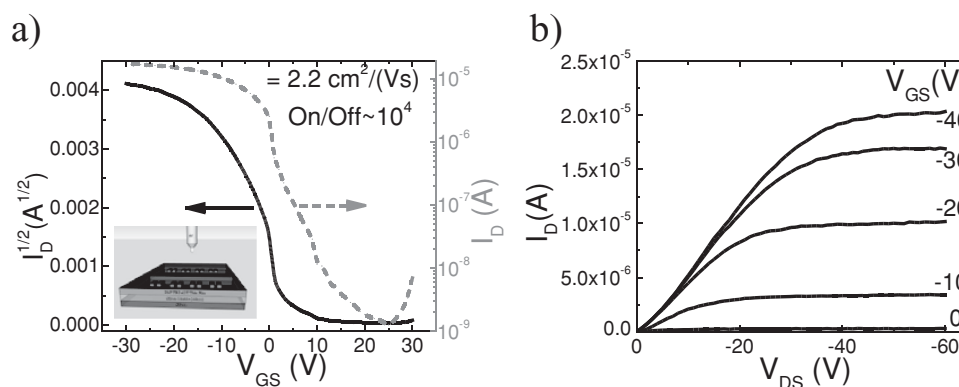 a)
b)
= 2.2 cm²/(Vs)
On/Off~10⁴
0.004
0.003
0.002
0.001
0.000
I_D^{1/2}(A^{1/2})
10⁻⁵
10⁻⁶
10⁻⁷
10⁻⁸
10⁻⁹
I_D(A)
-30 -20 -10 0 10 20 30
V_GS (V)
2.5x10⁻⁵
2.0x10⁻⁵
1.5x10⁻⁵
1.0x10⁻⁵
5.0x10⁻⁶
0.0
I_D(A)
V_GS(V
-40
-30
-20
-10
0
0 -20 -40 -60
V_DS (V)